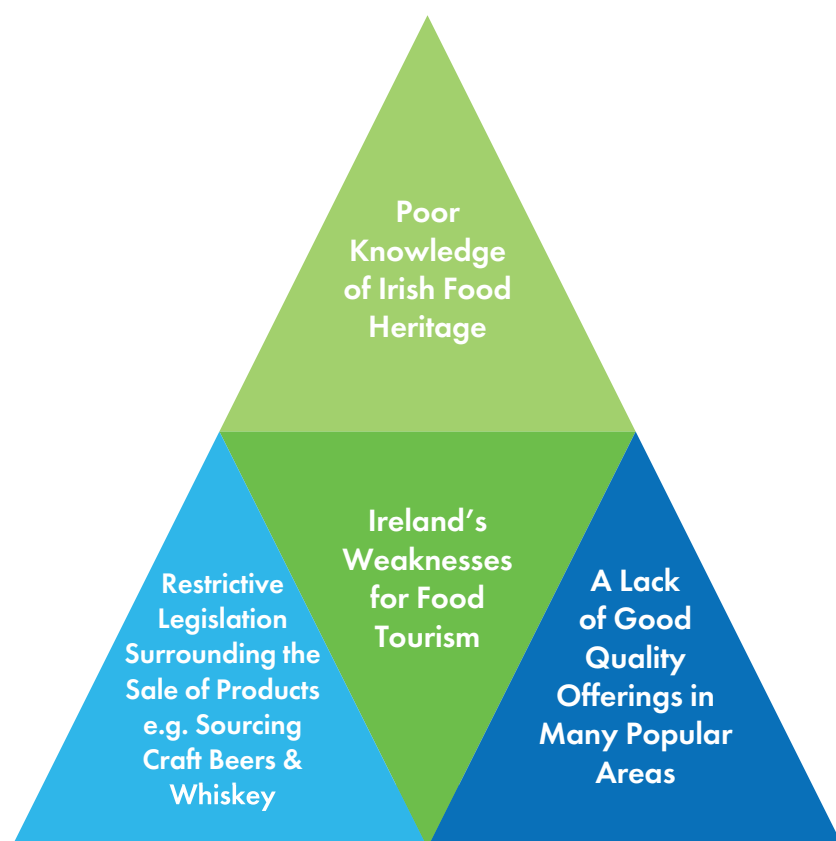 Poor
Knowledge
of Irish Food
Heritage
Ireland's
Weaknesses
for Food
Tourism
Restrictive
Legislation
Surrounding the
Sale of Products
e.g. Sourcing
Craft Beers &
Whiskey
A Lack
of Good
Quality
Offerings in
Many Popular
Areas